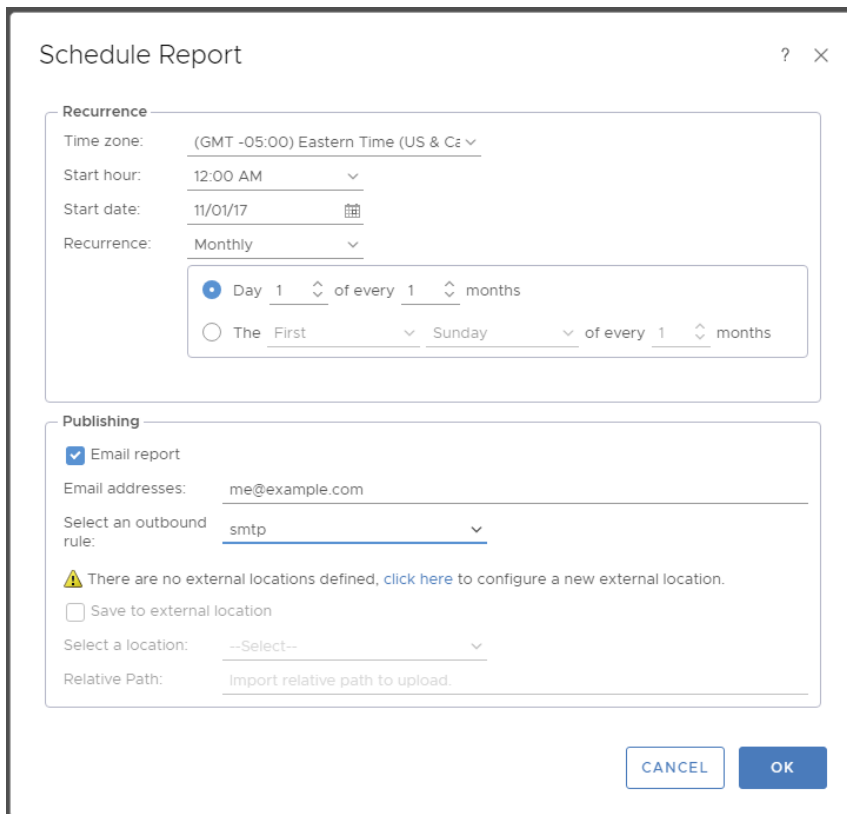 Schedule Report ?
Recurrence
Time zone: (GMT -05:00) Eastern Time (US & Ca
Start hour: 12:00 AM
Start date: 11/01/17
Recurrence: Monthly
Day 1 of every 1 months
The First Sunday of every 1 months
Publishing
Email report
Email addresses: me@example.com
Select an outbound rule: smtp
There are no external locations defined, click here to configure a new external location.
Save to external location
Select a location: --Select--
Relative Path: Import relative path to upload.
CANCEL OK